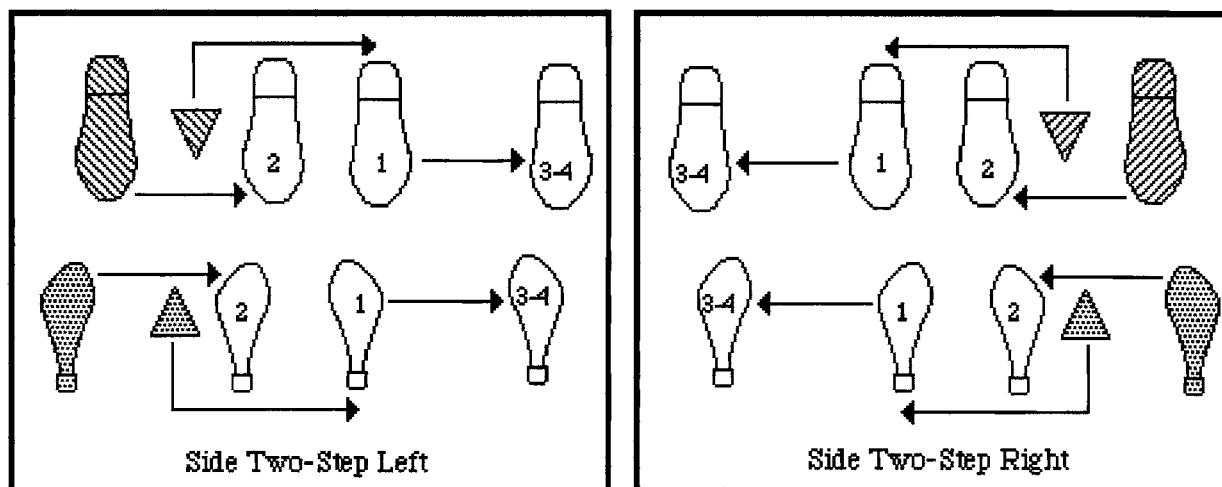 2 1 3-4
2 1 3-4
Side Two-Step Left
3-4 1 2
3-4 1 2
Side Two-Step Right